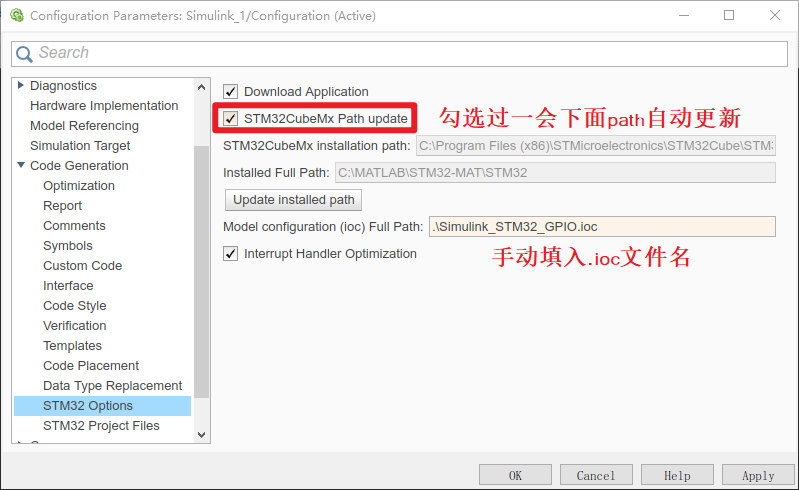 Configuration Parameters: Simulink_1/Configuration (Active)
Search
Diagnostics
Hardware Implementation
Model Referencing
Simulation Target
Code Generation
Optimization
Report
Comments
Symbols
Custom Code
Interface
Code Style
Verification
Templates
Code Placement
Data Type Replacement
STM32 Options
STM32 Project Files
Download Application
STM32CubeMx Path update
勾选过一会下面path自动更新
STM32CubeMx installation path: C:\Program Files (x86)\STMicroelectronics\STM32Cube\STM3
Installed Full Path: C:\MATLAB\STM32-MAT\STM32
Update installed path
Model configuration (ioc) Full Path: .\Simulink_STM32_GPIO.ioc
Interrupt Handler Optimization
手动填入.ioc文件名
OK Cancel Help Apply